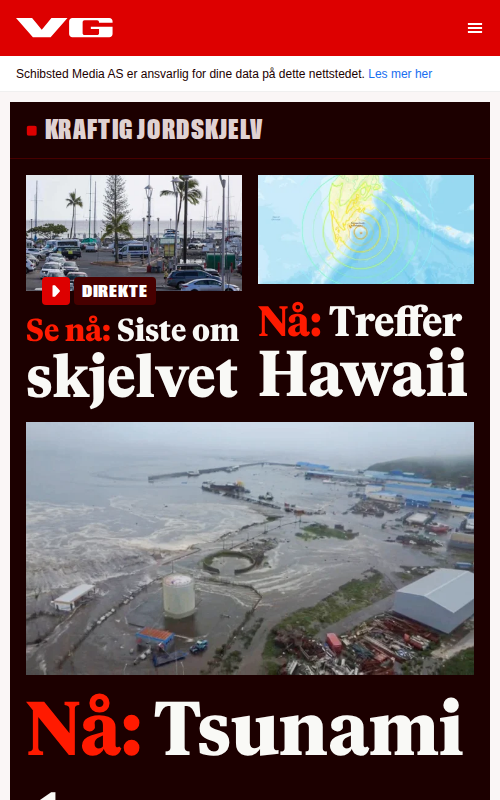 VG
Schibsted Media AS er ansvarlig for dine data på dette nettstedet. Les mer her
KRAFTIG JORDSKJELV
DIREKTE
Se nå: Siste om
skjelvet
Nå: Treffer
Hawaii
Nå: Tsunami